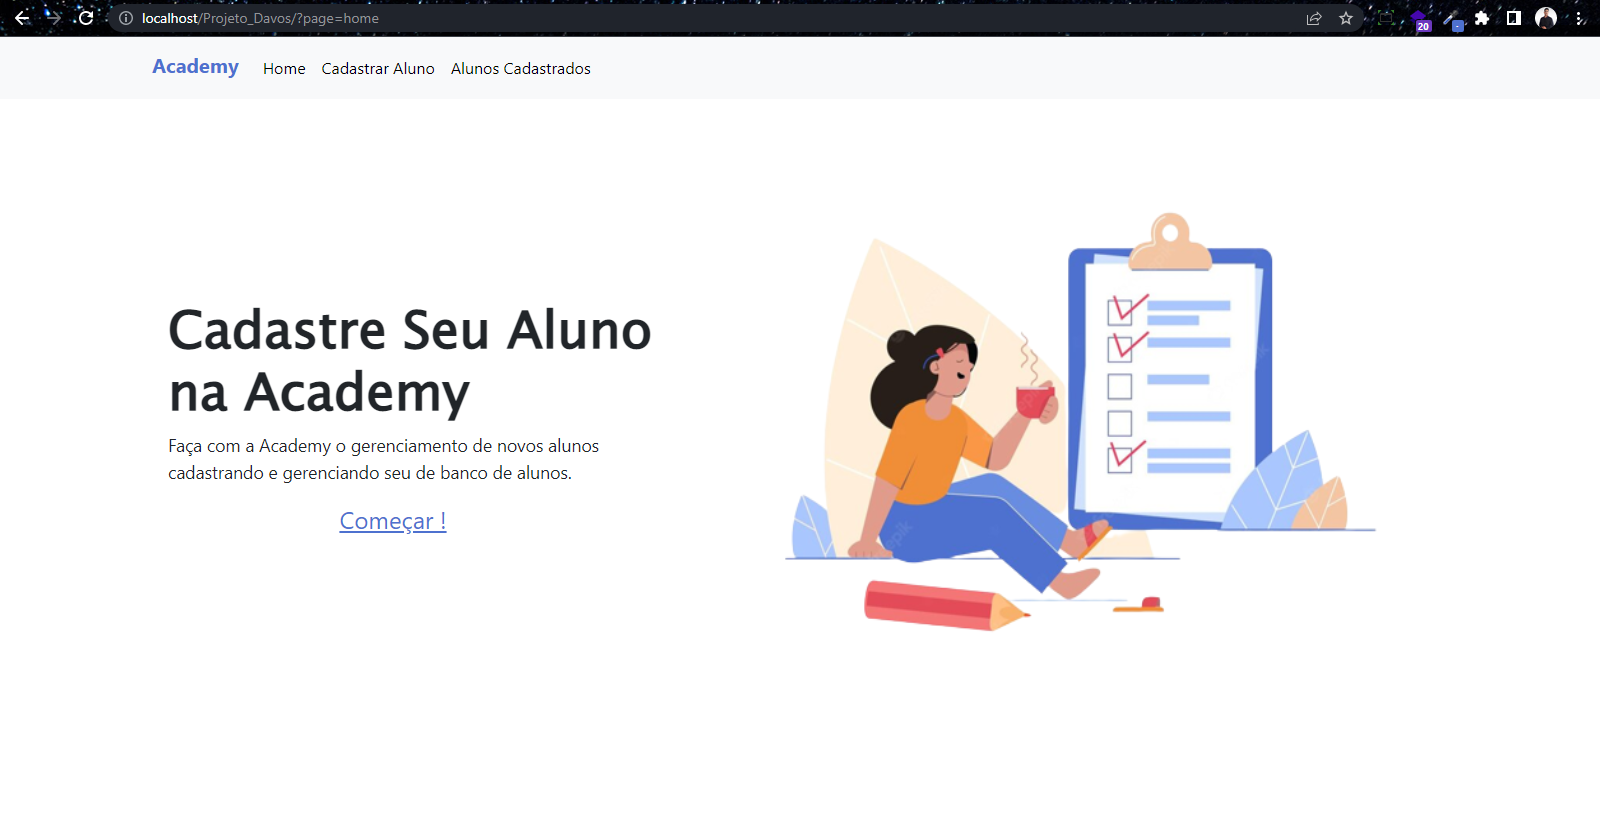 localhost/Projeto_Davos/?page=home
20
Academy Home Cadastrar Aluno Alunos Cadastrados
Cadastre Seu Aluno
na Academy
Faça com a Academy o gerenciamento de novos alunos
cadastrando e gerenciando seu de banco de alunos.
Começar !